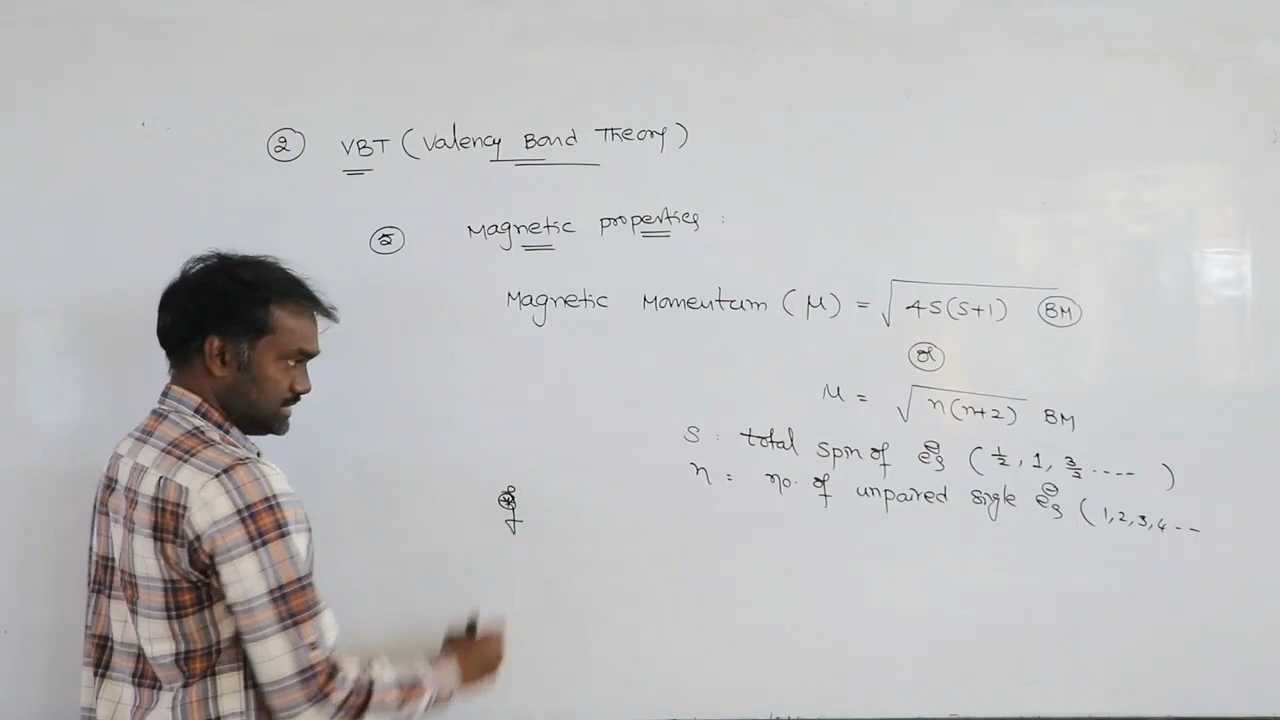 ② VBT (Valency Bond Theory)
⑤ Magnetic properties :
Magnetic Momentum (μ) = √4S(S+1) BM
or
μ = √n(n+2) BM
S : total spin of e⊖s (1/2, 1, 3/2 ---- )
n = no. of unpaired sigle e⊖s (1,2,3,4 --